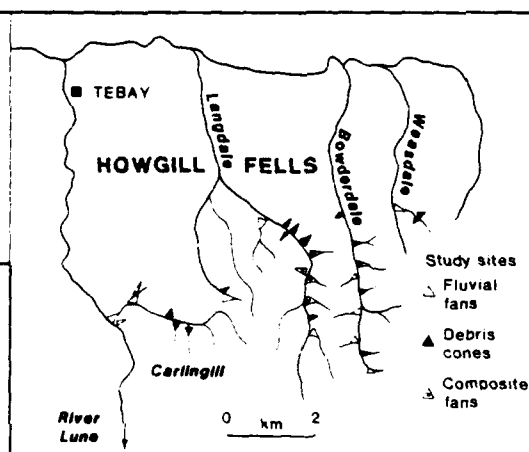 TEBAY
Langdale
HOWGILL FELLS
Bowderdale
Weasdale
Study sites
Fluvial
fans
Debris
cones
Composite
fans
Carlingill
River
Lune
0 km 2